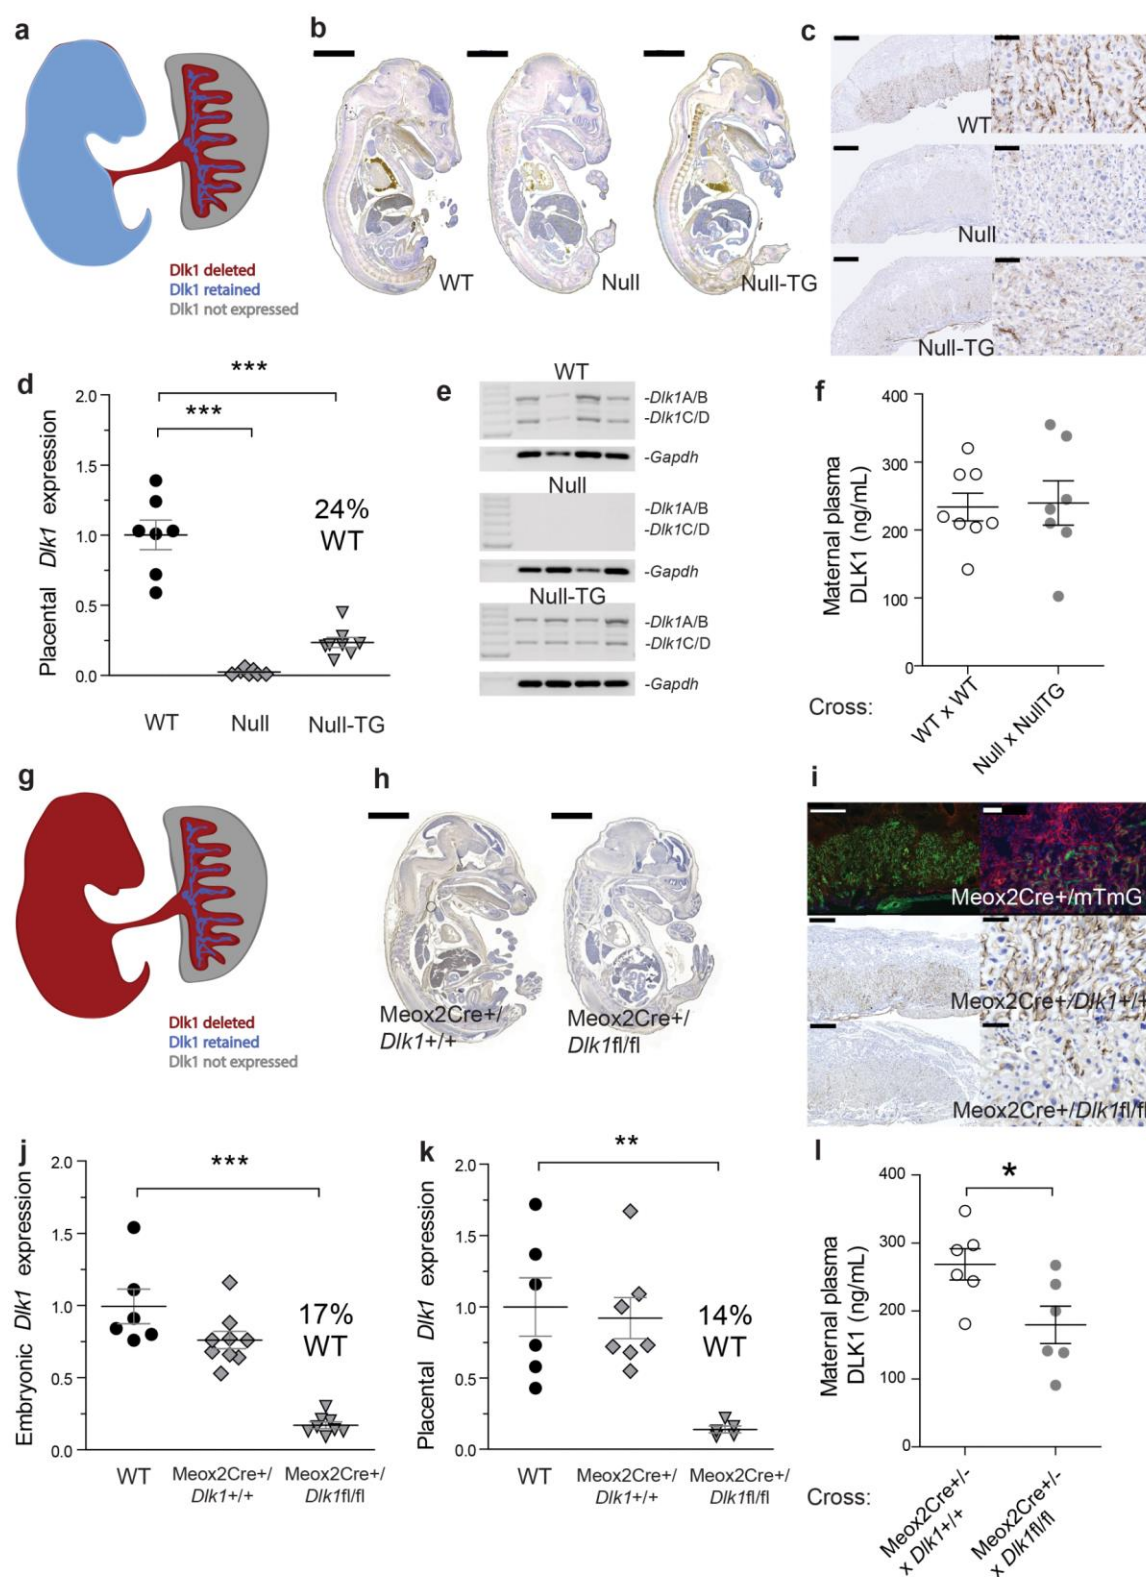 a
Dlk1 deleted
Dlk1 retained
Dlk1 not expressed
b
WT
Null
Null-TG
c
WT
Null
Null-TG
d
Placental Dlk1 expression
2.0
1.5
1.0
0.5
0.0
***
***
24%
WT
WT
Null
Null-TG
e
WT
-Dlk1A/B
-Dlk1C/D
-Gapdh
Null
-Dlk1A/B
-Dlk1C/D
-Gapdh
Null-TG
-Dlk1A/B
-Dlk1C/D
-Gapdh
f
Maternal plasma
DLK1 (ng/mL)
400
300
200
100
0
Cross:
WT x WT
Null x NullTG
g
Dlk1 deleted
Dlk1 retained
Dlk1 not expressed
h
Meox2Cre+/
Dlk1+/+
Meox2Cre+/
Dlk1fl/fl
i
Meox2Cre+/mTmG
Meox2Cre+/Dlk1+/+
Meox2Cre+/Dlk1fl/fl
j
Embryonic Dlk1 expression
2.0
1.5
1.0
0.5
0.0
***
17%
WT
WT
Meox2Cre+/
Dlk1+/+
Meox2Cre+/
Dlk1fl/fl
k
Placental Dlk1 expression
2.0
1.5
1.0
0.5
0.0
**
14%
WT
WT
Meox2Cre+/
Dlk1+/+
Meox2Cre+/
Dlk1fl/fl
l
Maternal plasma
DLK1 (ng/mL)
400
300
200
100
0
*
Cross:
Meox2Cre+/-
x Dlk1+/+
Meox2Cre+/-
x Dlk1fl/fl